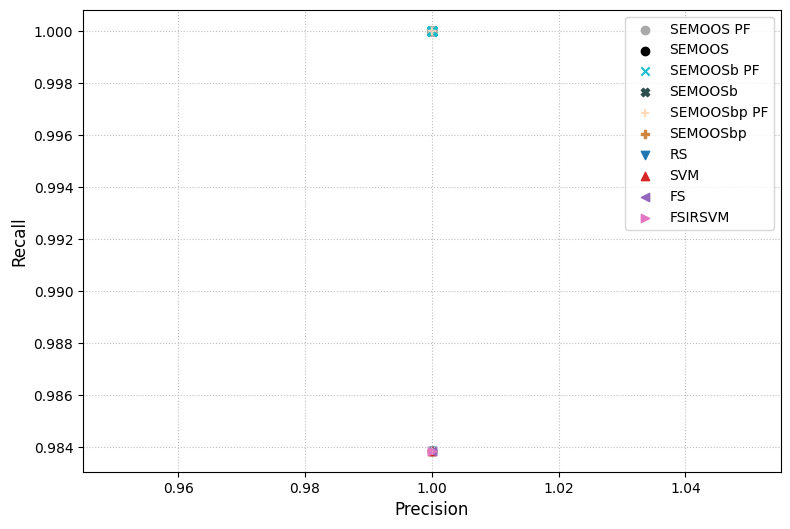 1.000
0.998
0.996
0.994
0.992
0.990
0.988
0.986
0.984
Recall
0.96
0.98
1.00
1.02
1.04
Precision
SEMOOS PF
SEMOOS
SEMOOSb PF
SEMOOSb
SEMOOSbp PF
SEMOOSbp
RS
SVM
FS
FSIRSVM